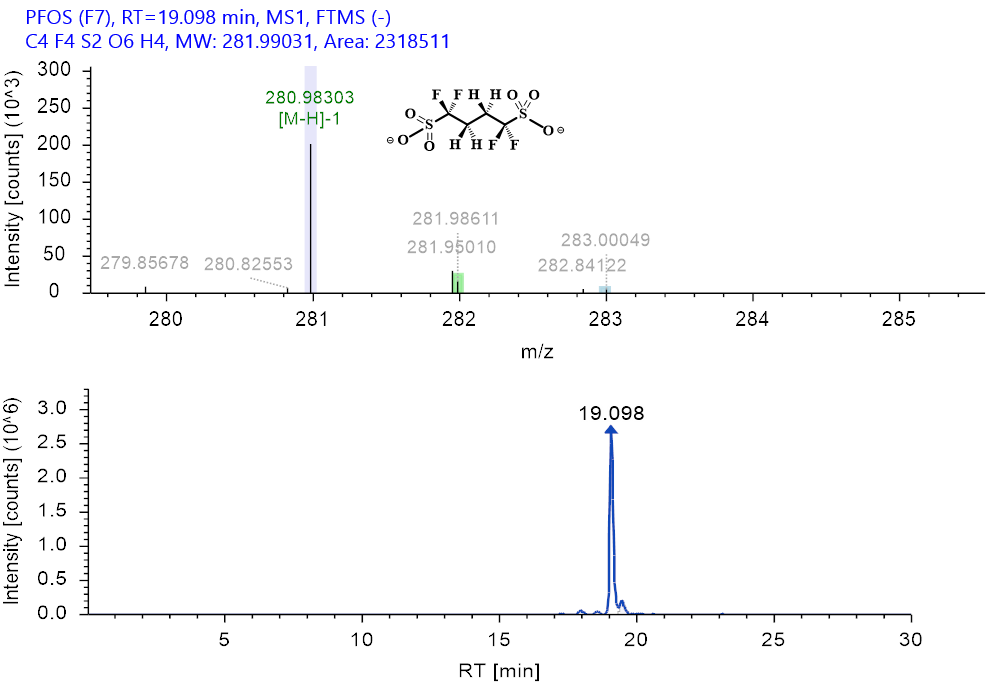 PFOS (F7), RT=19.098 min, MS1, FTMS (-)
C4 F4 S2 O6 H4, MW: 281.99031, Area: 2318511
Intensity [counts] (10^3)
300
250
200
150
100
50
0
280.98303
[M-H]-1
F F H H O O
O S S
⊖O O O⊖
H H F F
279.85678
280.82553
281.98611
281.95010
283.00049
282.84122
280 281 282 283 284 285
m/z
Intensity [counts] (10^6)
3.0
2.5
2.0
1.5
1.0
0.5
0.0
19.098
5 10 15 20 25 30
RT [min]